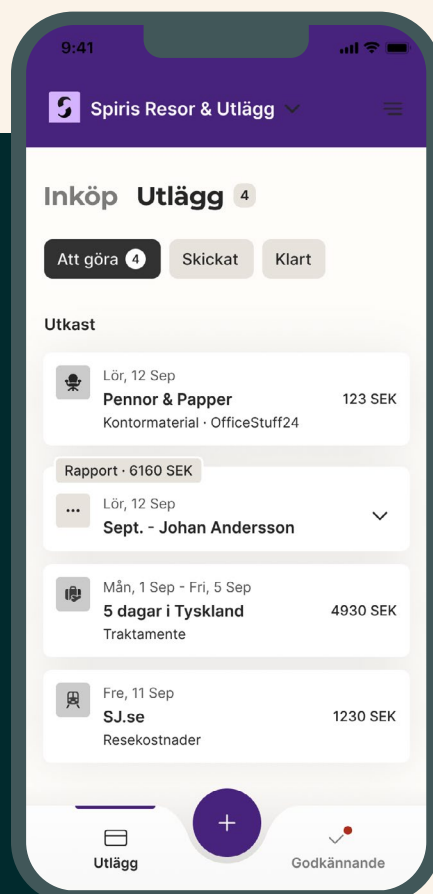 9:41
Spiris Resor & Utlägg
Inköp Utlägg 4
Att göra 4 Skickat Klart
Utkast
Lör, 12 Sep
Pennor & Papper 123 SEK
Kontormaterial · OfficeStuff24
Rapport · 6160 SEK
Lör, 12 Sep
Sept. - Johan Andersson
Mån, 1 Sep - Fri, 5 Sep
5 dagar i Tyskland 4930 SEK
Traktamente
Fre, 11 Sep
SJ.se 1230 SEK
Resekostnader
Utlägg Godkännande